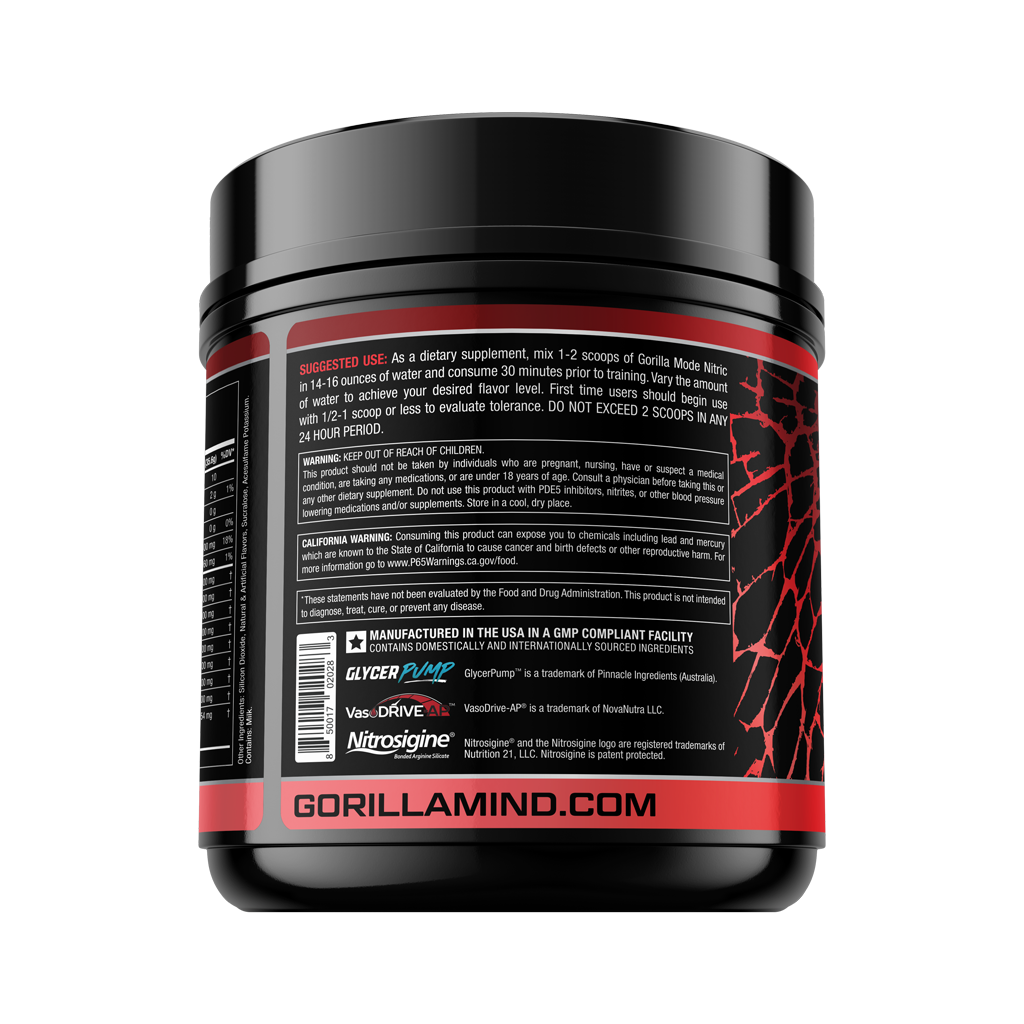 SUGGESTED USE: As a dietary supplement, mix 1-2 scoops of Gorilla Mode Nitric
in 14-16 ounces of water and consume 30 minutes prior to training. Vary the amount
of water to achieve your desired flavor level. First time users should begin use
with 1/2-1 scoop or less to evaluate tolerance. DO NOT EXCEED 2 SCOOPS IN ANY
24 HOUR PERIOD.
WARNING: KEEP OUT OF REACH OF CHILDREN.
This product should not be taken by individuals who are pregnant, nursing, have or suspect a medical
condition, are taking any medications, or are under 18 years of age. Consult a physician before taking this or
any other dietary supplement. Do not use this product with PDE5 inhibitors, nitrites, or other blood pressure
lowering medications and/or supplements. Store in a cool, dry place.
CALIFORNIA WARNING: Consuming this product can expose you to chemicals including lead and mercury
which are known to the State of California to cause cancer and birth defects or other reproductive harm. For
more information go to www.P65Warnings.ca.gov/food.
*These statements have not been evaluated by the Food and Drug Administration. This product is not intended
to diagnose, treat, cure, or prevent any disease.
MANUFACTURED IN THE USA IN A GMP COMPLIANT FACILITY
CONTAINS DOMESTICALLY AND INTERNATIONALLY SOURCED INGREDIENTS
GLYCERPUMP
GlycerPump™ is a trademark of Pinnacle Ingredients (Australia).
VasoDRIVE-AP™
VasoDrive-AP® is a trademark of NovaNutra LLC.
Nitrosigine®
Bonded Arginine Silicate
Nitrosigine® and the Nitrosigine logo are registered trademarks of
Nutrition 21, LLC. Nitrosigine is patent protected.
8 50017 02028 3
GORILLAMIND.COM
Other Ingredients: Silicon Dioxide, Natural & Artificial Flavors, Sucralose, Acesulfame Potassium.
Contains: Milk.
%DV**
10
2 g 1%
0 g
0 g 0%
18%
1%